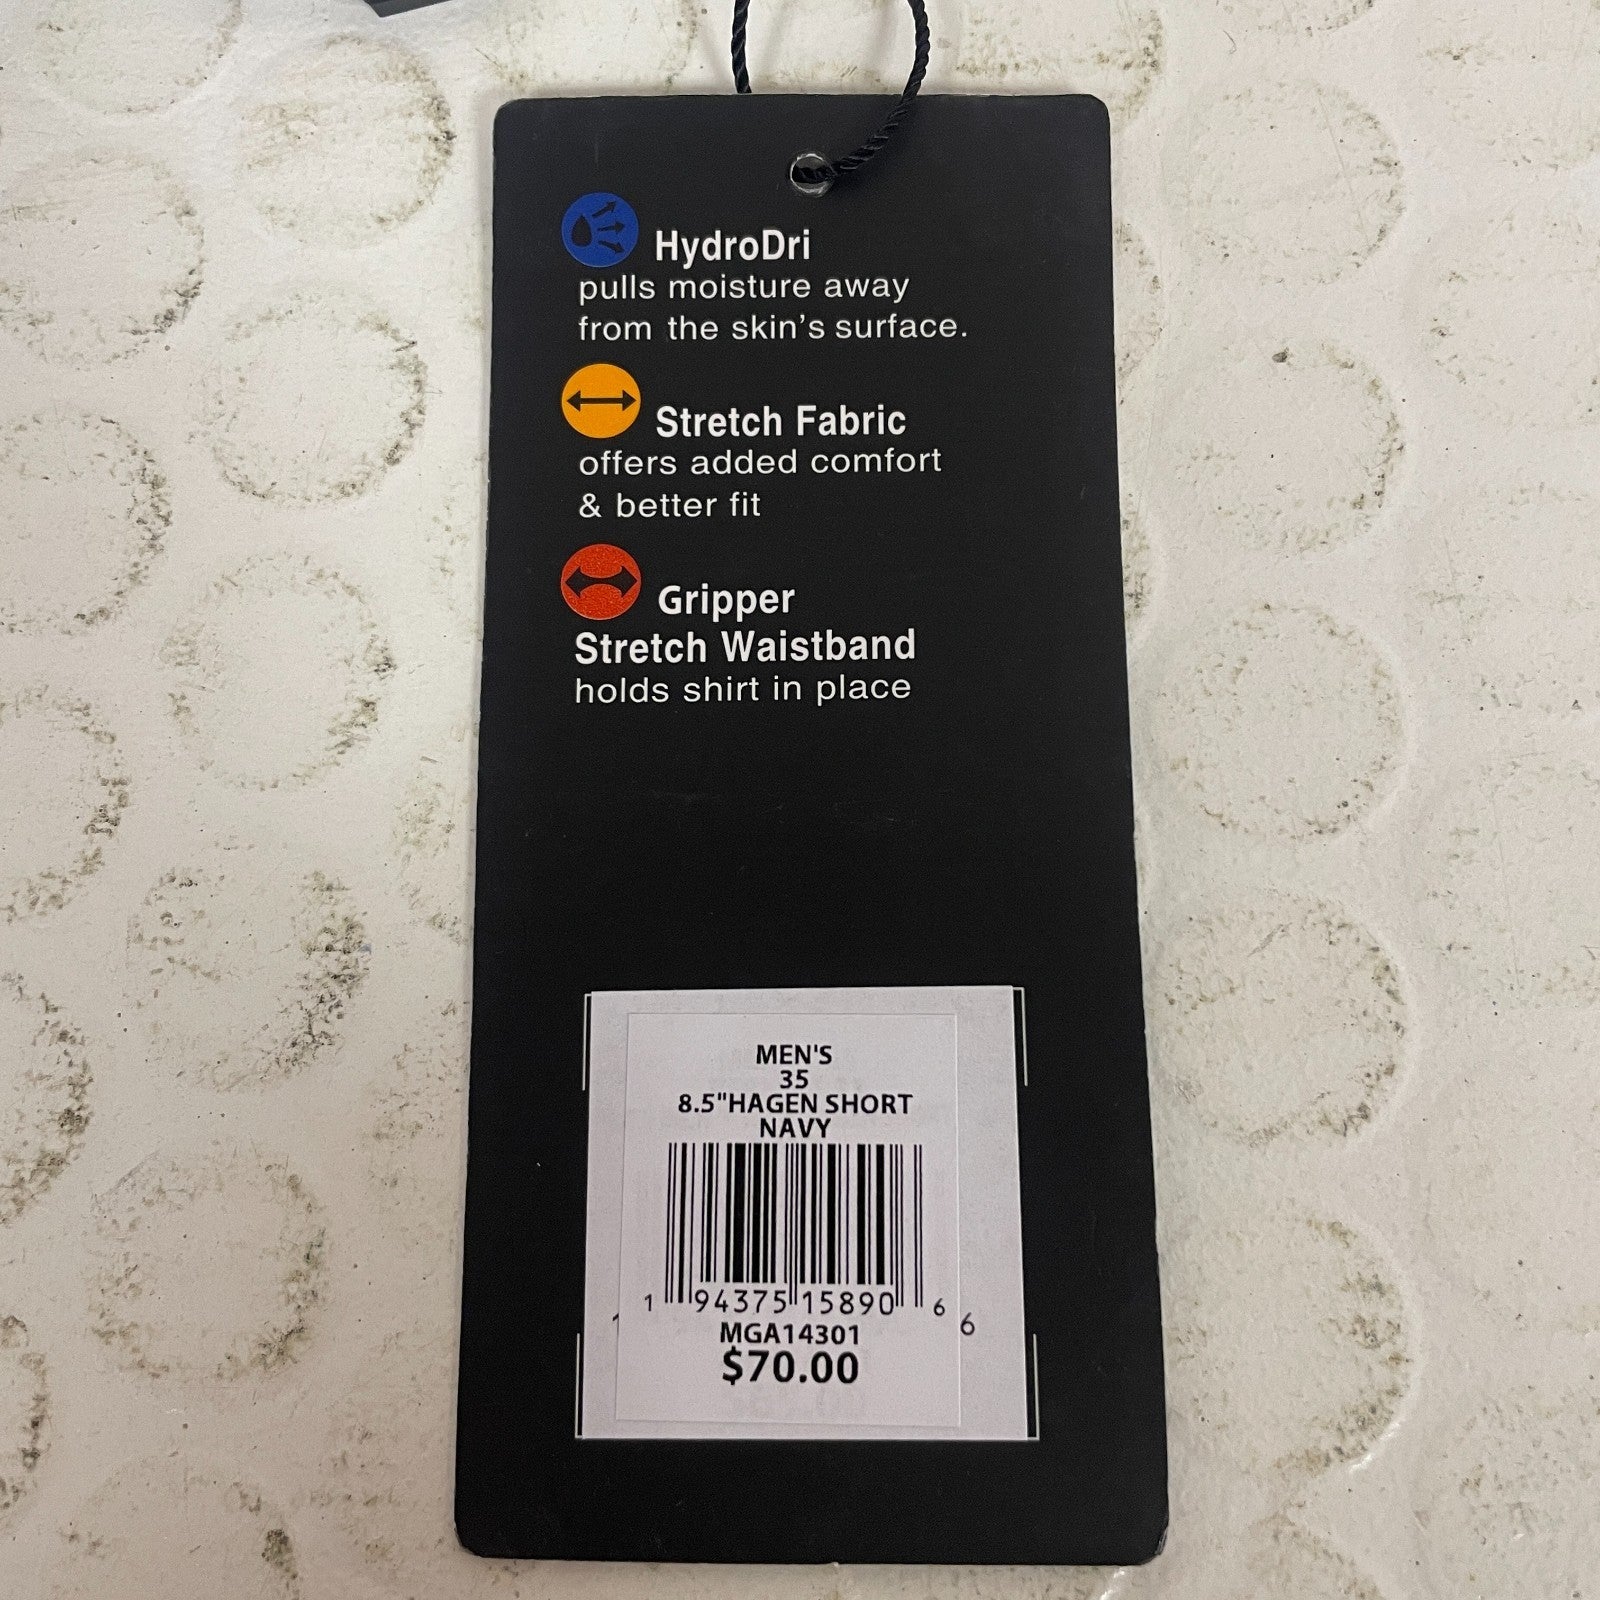 HydroDri
pulls moisture away
from the skin's surface.
Stretch Fabric
offers added comfort
& better fit
Gripper
Stretch Waistband
holds shirt in place
MEN'S
35
8.5"HAGEN SHORT
NAVY
1 94375 15890 6
6
MGA14301
$70.00